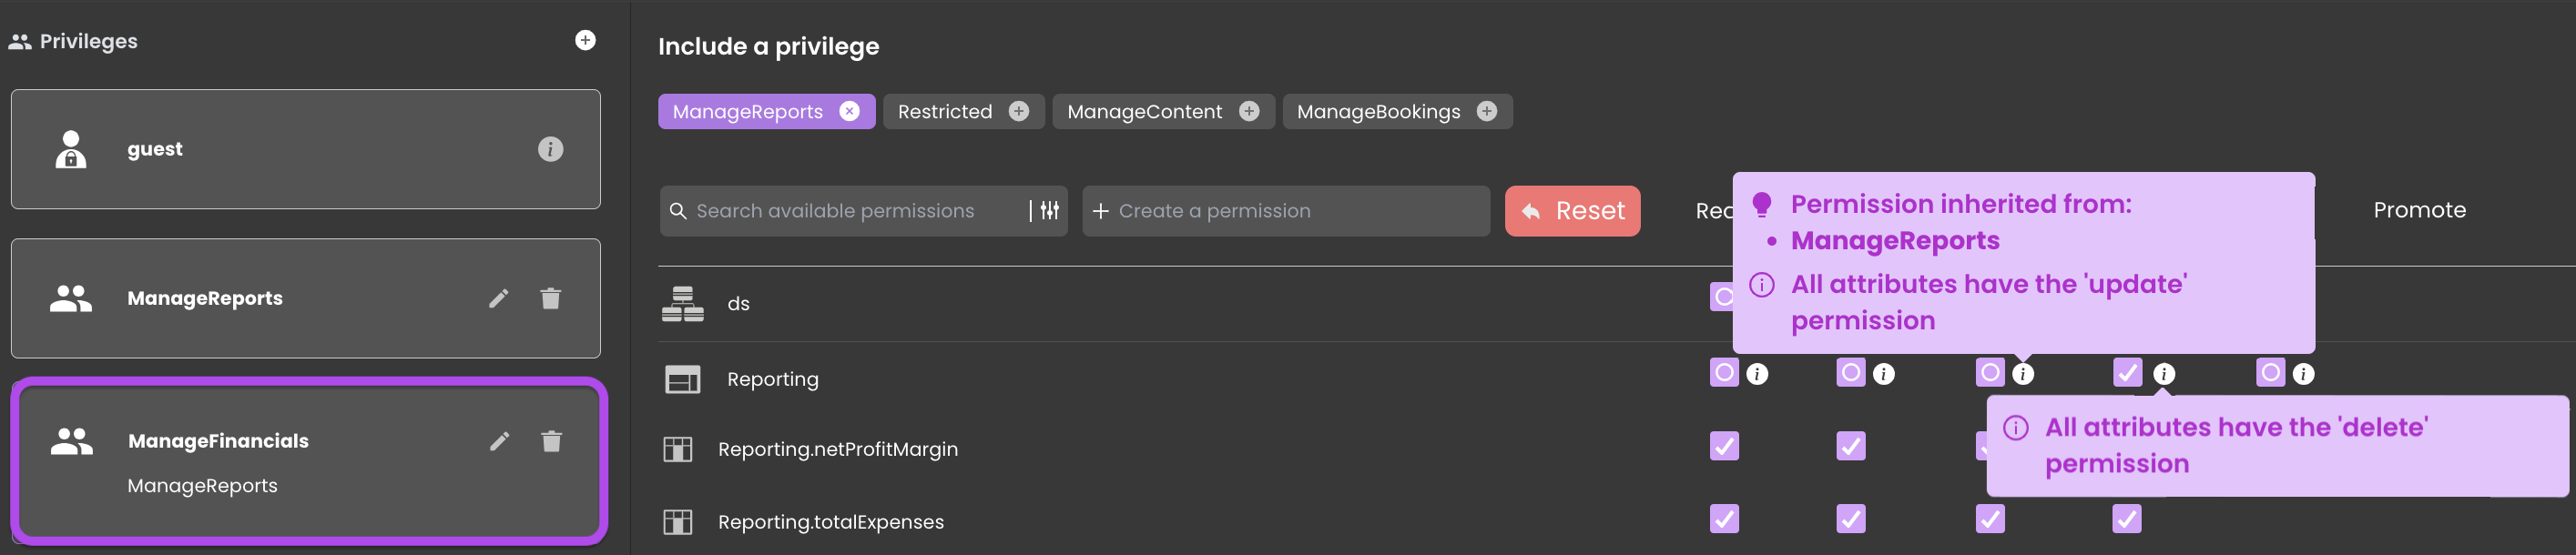 Privileges
guest
ManageReports
ManageFinancials
ManageReports
Include a privilege
ManageReports Restricted ManageContent ManageBookings
Search available permissions Create a permission Reset Promote
Permission inherited from:
• ManageReports
All attributes have the 'update'
permission
ds
Reporting
All attributes have the 'delete'
permission
Reporting.netProfitMargin
Reporting.totalExpenses